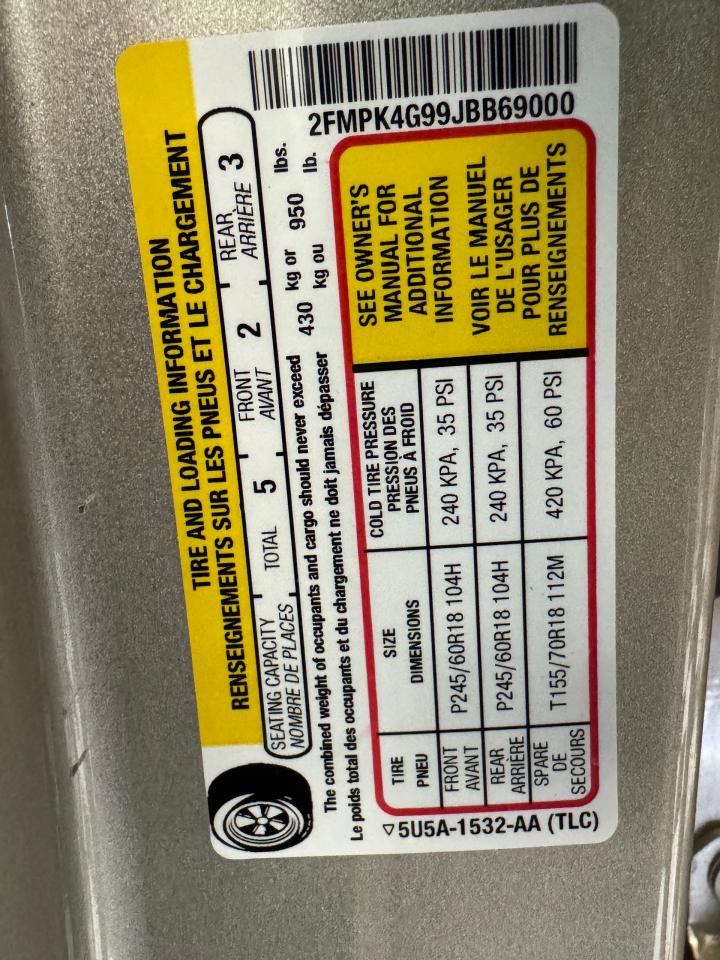 TIRE AND LOADING INFORMATION
RENSEIGNEMENTS SUR LES PNEUS ET LE CHARGEMENT
SEATING CAPACITY
NOMBRE DE PLACES
TOTAL 5
FRONT
AVANT
2
REAR
ARRIÈRE
3
The combined weight of occupants and cargo should never exceed 430 kg or 950 lbs.
Le poids total des occupants et du chargement ne doit jamais dépasser kg ou lb.
2FMPK4G99JBB69000
TIRE
PNEU
SIZE
DIMENSIONS
COLD TIRE PRESSURE
PRESSION DES
PNEUS À FROID
FRONT
AVANT
P245/60R18 104H
240 KPA, 35 PSI
REAR
ARRIÈRE
P245/60R18 104H
240 KPA, 35 PSI
SPARE
DE
SECOURS
T155/70R18 112M
420 KPA, 60 PSI
SEE OWNER'S
MANUAL FOR
ADDITIONAL
INFORMATION
VOIR LE MANUEL
DE L'USAGER
POUR PLUS DE
RENSEIGNEMENTS
5U5A-1532-AA (TLC)